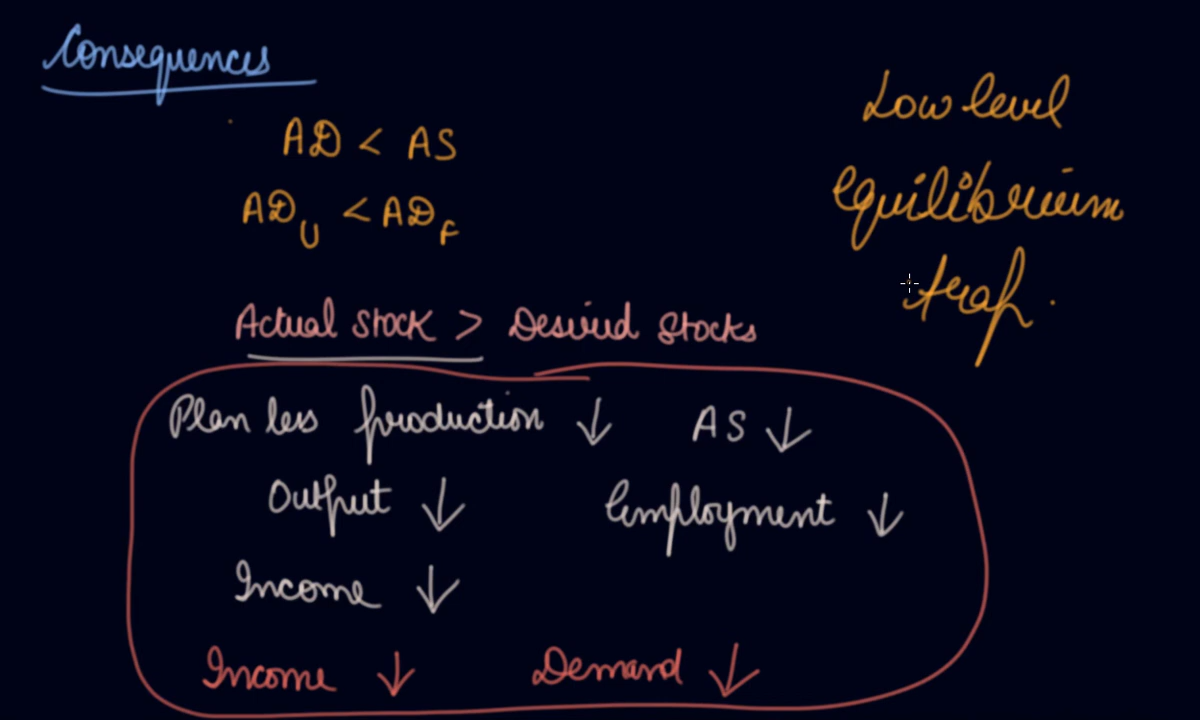 Consequences
AD < AS
AD_U < AD_F
Low level
equilibrium
trap.
Actual stock > Desired stocks
Plan less production ↓ AS ↓
Output ↓ Employment ↓
Income ↓
Income ↓ Demand ↓